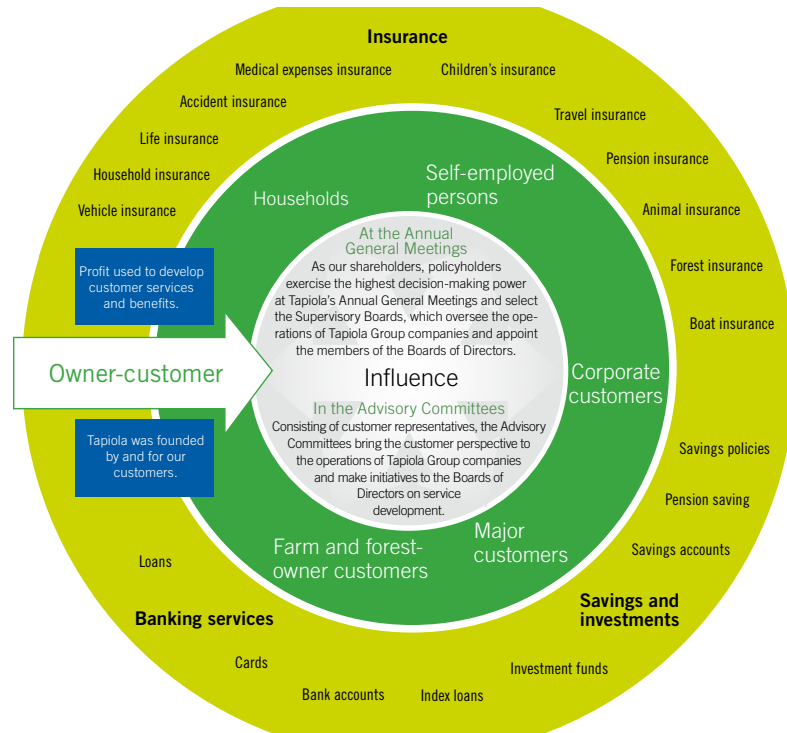 Insurance
Medical expenses insurance
Children's insurance
Accident insurance
Travel insurance
Life insurance
Pension insurance
Household insurance
Vehicle insurance
Animal insurance
Forest insurance
Boat insurance
Households
Self-employed
persons
Profit used to develop
customer services
and benefits.
Owner-customer
Tapiola was founded
by and for our
customers.
At the Annual
General Meetings
As our shareholders, policyholders
exercise the highest decision-making power
at Tapiola's Annual General Meetings and select
the Supervisory Boards, which oversee the ope-
rations of Tapiola Group companies and appoint
the members of the Boards of Directors.
Influence
In the Advisory Committees
Consisting of customer representatives, the Advisory
Committees bring the customer perspective to
the operations of Tapiola Group companies
and make initiatives to the Boards of
Directors on service
development.
Corporate
customers
Major
customers
Farm and forest-
owner customers
Savings policies
Pension saving
Savings accounts
Savings and
investments
Investment funds
Index loans
Loans
Banking services
Cards
Bank accounts